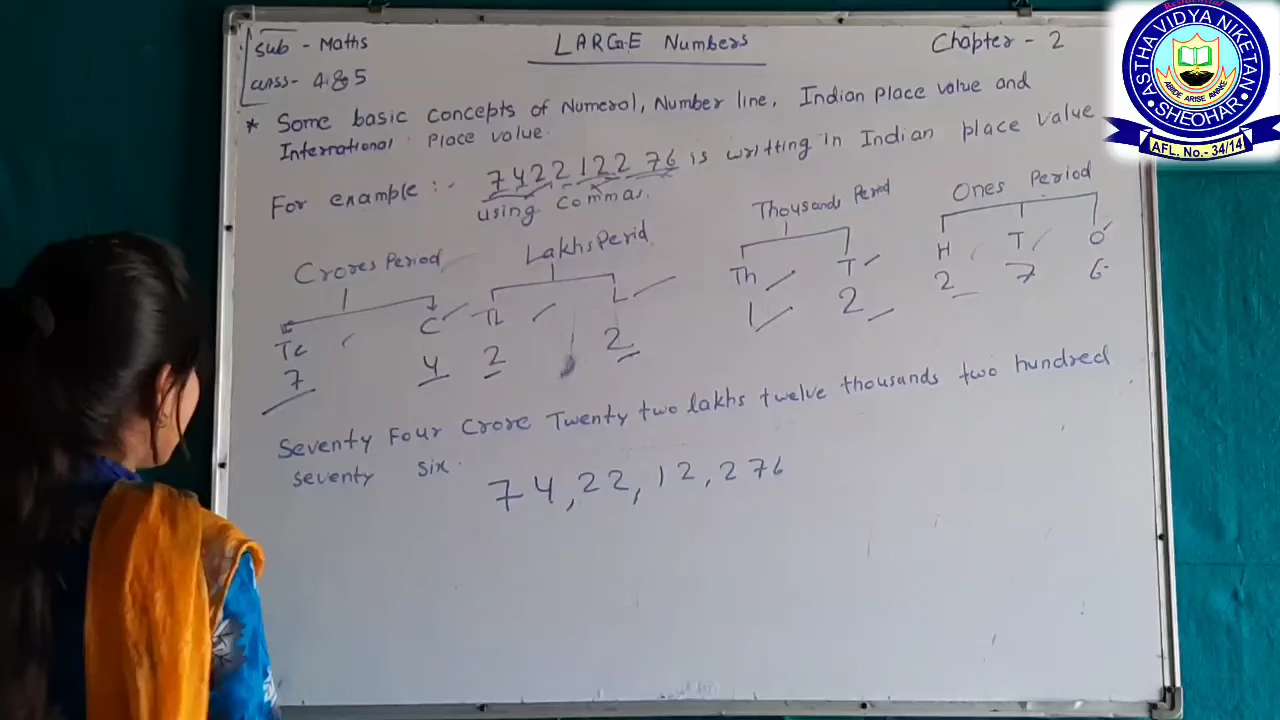 Sub - Maths
LARGE Numbers
Chapter - 2
CLASS - 4 & 5
* Some basic concepts of Numeral, Number line, Indian Place value and
International Place value.
For example :- 742212276 is writting in Indian place value
using commas.
Crores Period Lakhs Perid Thousands Period Ones Period
Tc C TL L Th T H T O
7 4 2 2 1 2 2 7 6
Seventy Four Crore Twenty two lakhs twelve thousands two hundred
seventy six.
74,22,12,276
Residential
ASTHA VIDYA NIKETAN
ABIDE ARISE AWAKE
SHEOHAR
AFL. No.- 34/14